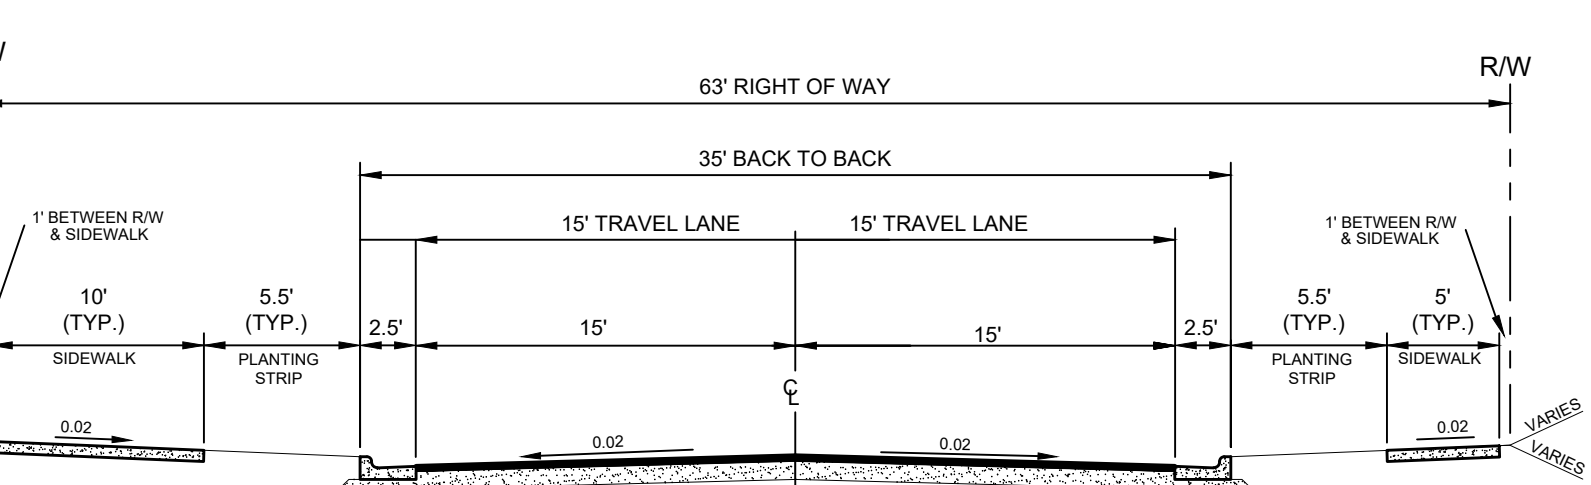 R/W
63' RIGHT OF WAY
35' BACK TO BACK
1' BETWEEN R/W
& SIDEWALK
15' TRAVEL LANE
15' TRAVEL LANE
1' BETWEEN R/W
& SIDEWALK
10'
(TYP.)
SIDEWALK
5.5'
(TYP.)
PLANTING
STRIP
2.5'
15'
15'
2.5'
5.5'
(TYP.)
PLANTING
STRIP
5'
(TYP.)
SIDEWALK
CL
0.02
0.02
0.02
0.02
VARIES
VARIES